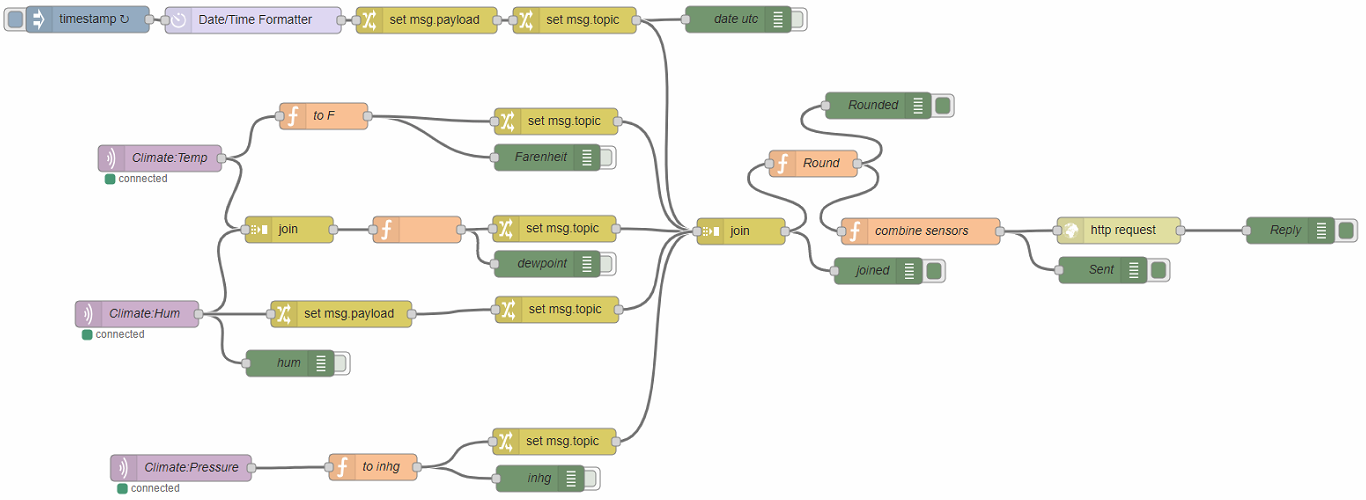 timestamp ↻
Date/Time Formatter
set msg.payload
set msg.topic
date utc
Rounded
to F
set msg.topic
Climate:Temp
connected
Farenheit
Round
join
set msg.topic
join
combine sensors
http request
Reply
dewpoint
joined
Sent
Climate:Hum
connected
set msg.payload
set msg.topic
hum
set msg.topic
Climate:Pressure
connected
to inhg
inhg